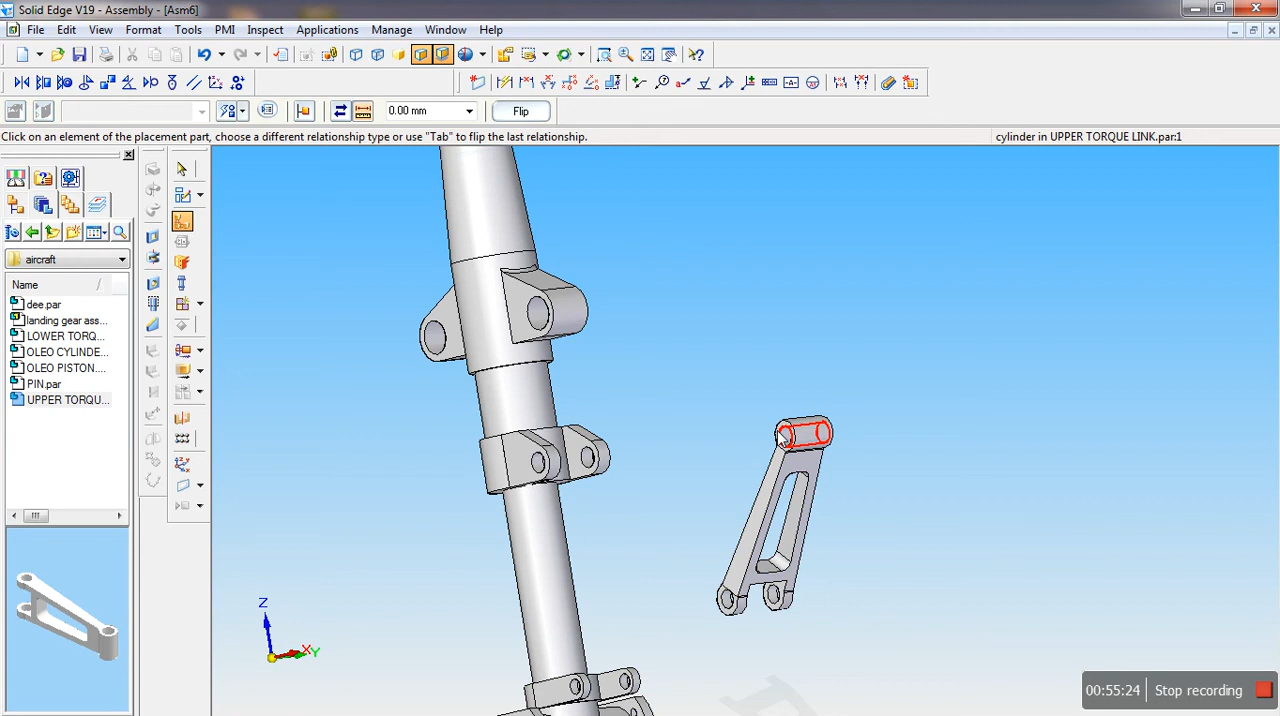 Solid Edge V19 - Assembly - [Asm6]
File Edit View Format Tools PMI Inspect Applications Manage Window Help
0.00 mm Flip
Click on an element of the placement part, choose a different relationship type or use "Tab" to flip the last relationship. cylinder in UPPER TORQUE LINK.par:1
aircraft
Name
dee.par
landing gear ass...
LOWER TORQ...
OLEO CYLINDE...
OLEO PISTON....
PIN.par
UPPER TORQU...
Z
X Y
00:55:24 Stop recording